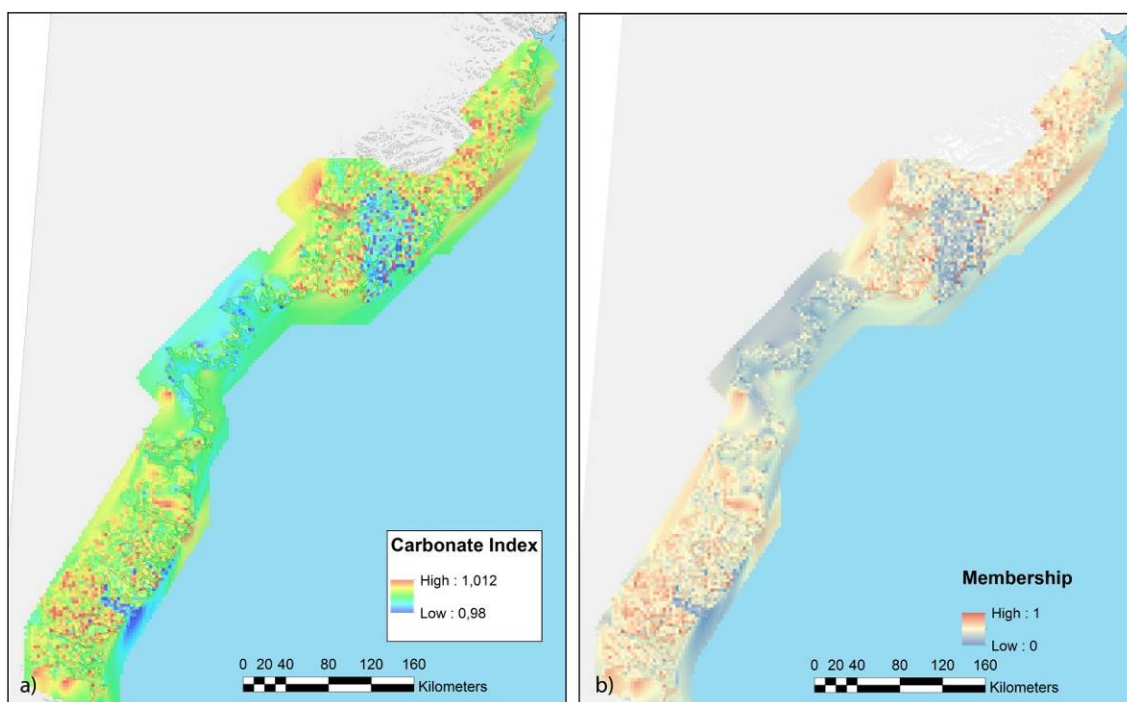 Carbonate Index
High : 1,012
Low : 0,98
0 20 40 80 120 160
Kilometers
a)
Membership
High : 1
Low : 0
0 20 40 80 120 160
Kilometers
b)